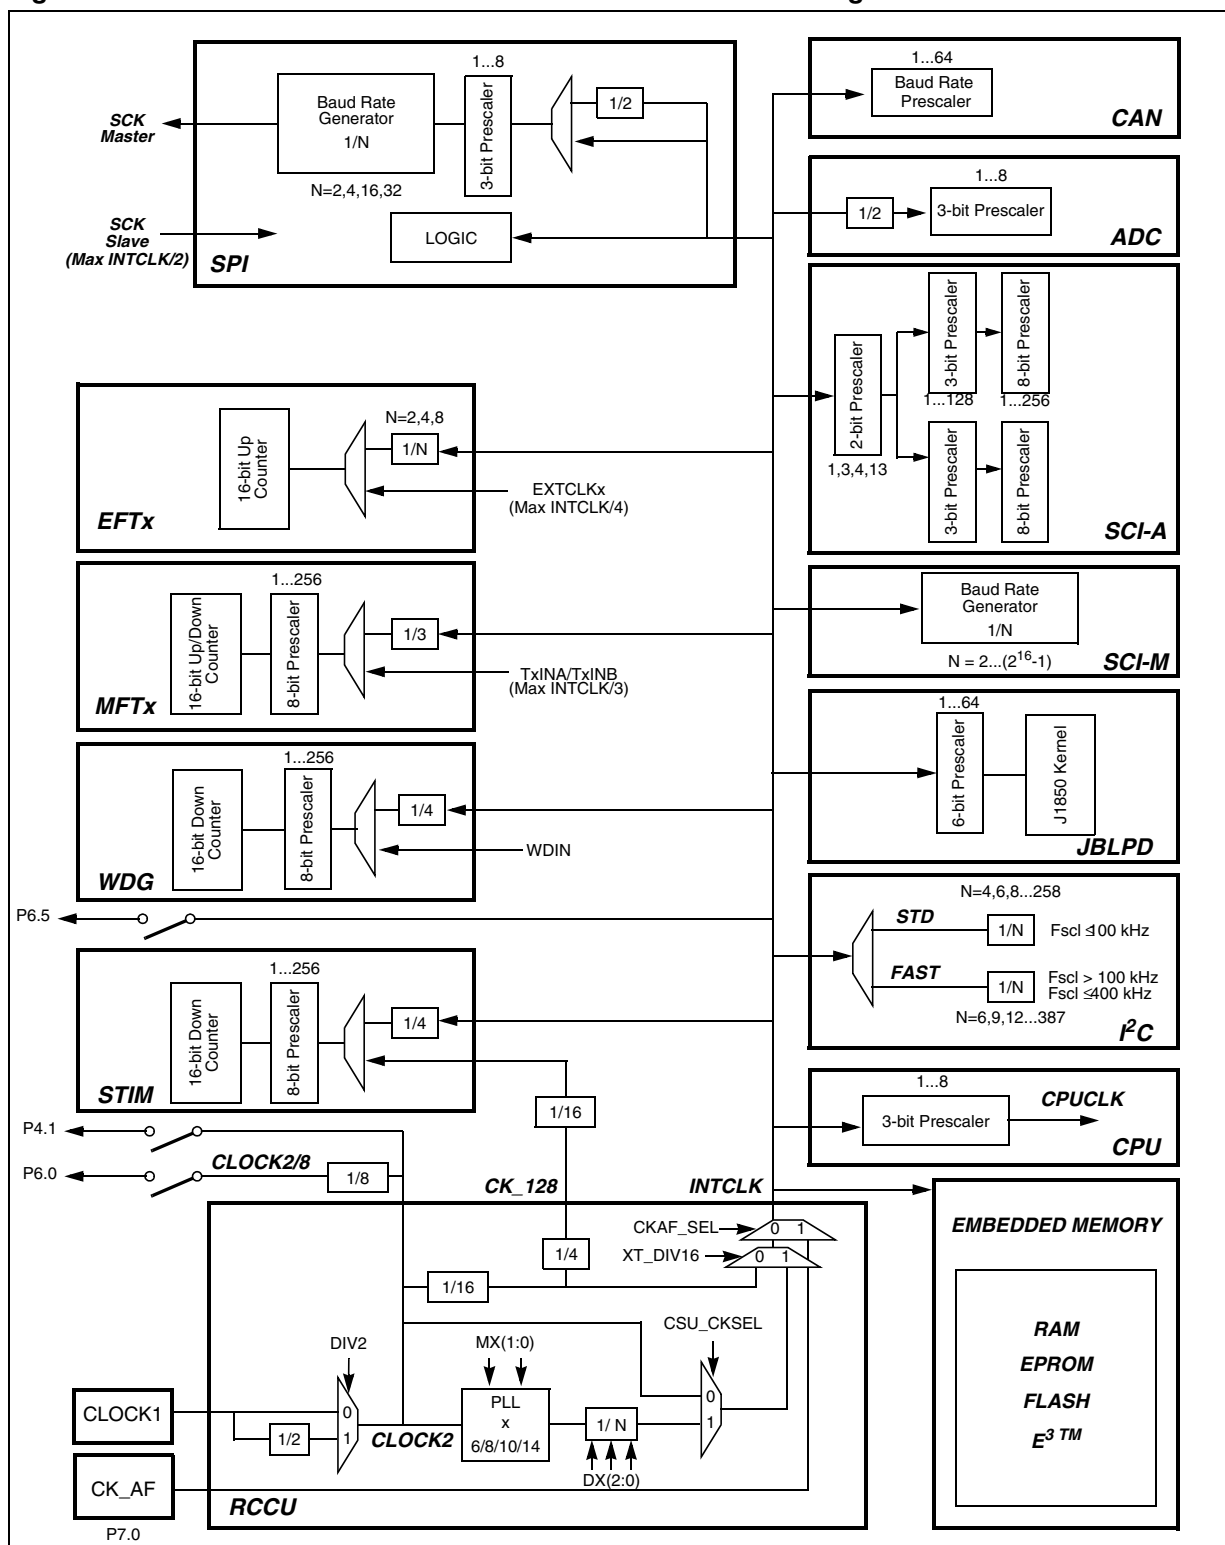 1...8
Baud Rate
Generator
1/N
3-bit Prescaler
1/2
SCK
Master
N=2,4,16,32
SCK
Slave
(Max INTCLK/2)
LOGIC
SPI
1...64
Baud Rate
Prescaler
CAN
1...8
1/2
3-bit Prescaler
ADC
2-bit Prescaler
1,3,4,13
3-bit Prescaler
8-bit Prescaler
1...128
1...256
3-bit Prescaler
8-bit Prescaler
SCI-A
N=2,4,8
16-bit Up
Counter
1/N
EXTCLKx
(Max INTCLK/4)
EFTx
1...256
16-bit Up/Down
Counter
8-bit Prescaler
1/3
TxINA/TxINB
(Max INTCLK/3)
MFTx
Baud Rate
Generator
1/N
N = 2...(2^16-1)
SCI-M
1...64
6-bit Prescaler
J1850 Kernel
JBLPD
1...256
16-bit Down
Counter
8-bit Prescaler
1/4
WDIN
WDG
P6.5
N=4,6,8...258
STD
1/N
Fscl ≤100 kHz
FAST
1/N
Fscl > 100 kHz
Fscl ≤400 kHz
N=6,9,12...387
I²C
1...256
16-bit Down
Counter
8-bit Prescaler
1/4
STIM
1/16
1...8
3-bit Prescaler
CPUCLK
CPU
P4.1
P6.0
CLOCK2/8
1/8
CK_128
INTCLK
CKAF_SEL
0 1
XT_DIV16
0 1
1/4
1/16
CSU_CKSEL
DIV2
MX(1:0)
0
1
PLL
x
6/8/10/14
1/ N
0
1
CLOCK1
1/2
CLOCK2
DX(2:0)
CK_AF
RCCU
P7.0
EMBEDDED MEMORY
RAM
EPROM
FLASH
E³ ™